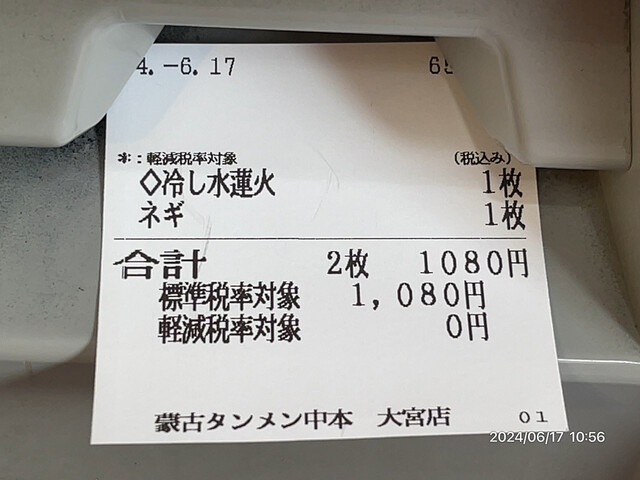 4.-6.17
*:軽減税率対象 (税込み)
◇冷し水蓮火 1枚
ネギ 1枚
合計 2枚 1080円
標準税率対象 1,080円
軽減税率対象 0円
蒙古タンメン中本 大宮店 01
2024/06/17 10:56